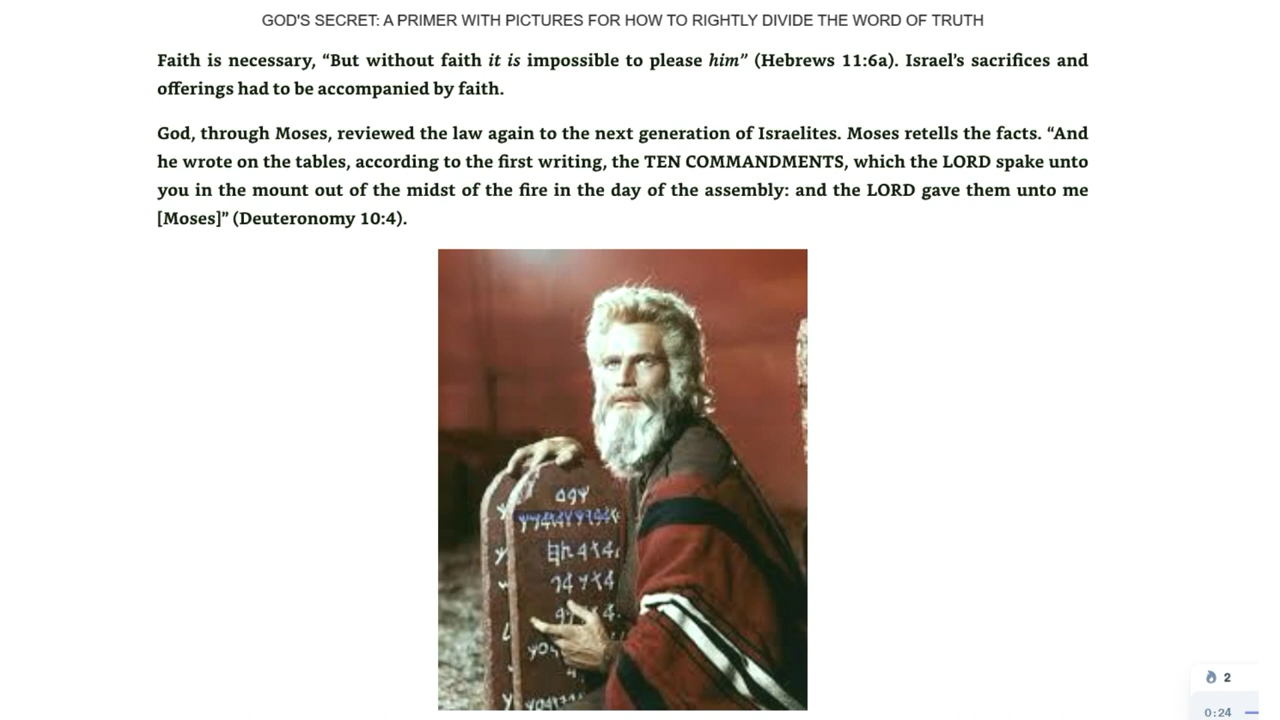 GOD'S SECRET: A PRIMER WITH PICTURES FOR HOW TO RIGHTLY DIVIDE THE WORD OF TRUTH
Faith is necessary, “But without faith it is impossible to please him” (Hebrews 11:6a). Israel’s sacrifices and
offerings had to be accompanied by faith.
God, through Moses, reviewed the law again to the next generation of Israelites. Moses retells the facts. “And
he wrote on the tables, according to the first writing, the TEN COMMANDMENTS, which the LORD spake unto
you in the mount out of the midst of the fire in the day of the assembly: and the LORD gave them unto me
[Moses]” (Deuteronomy 10:4).
2
0:24